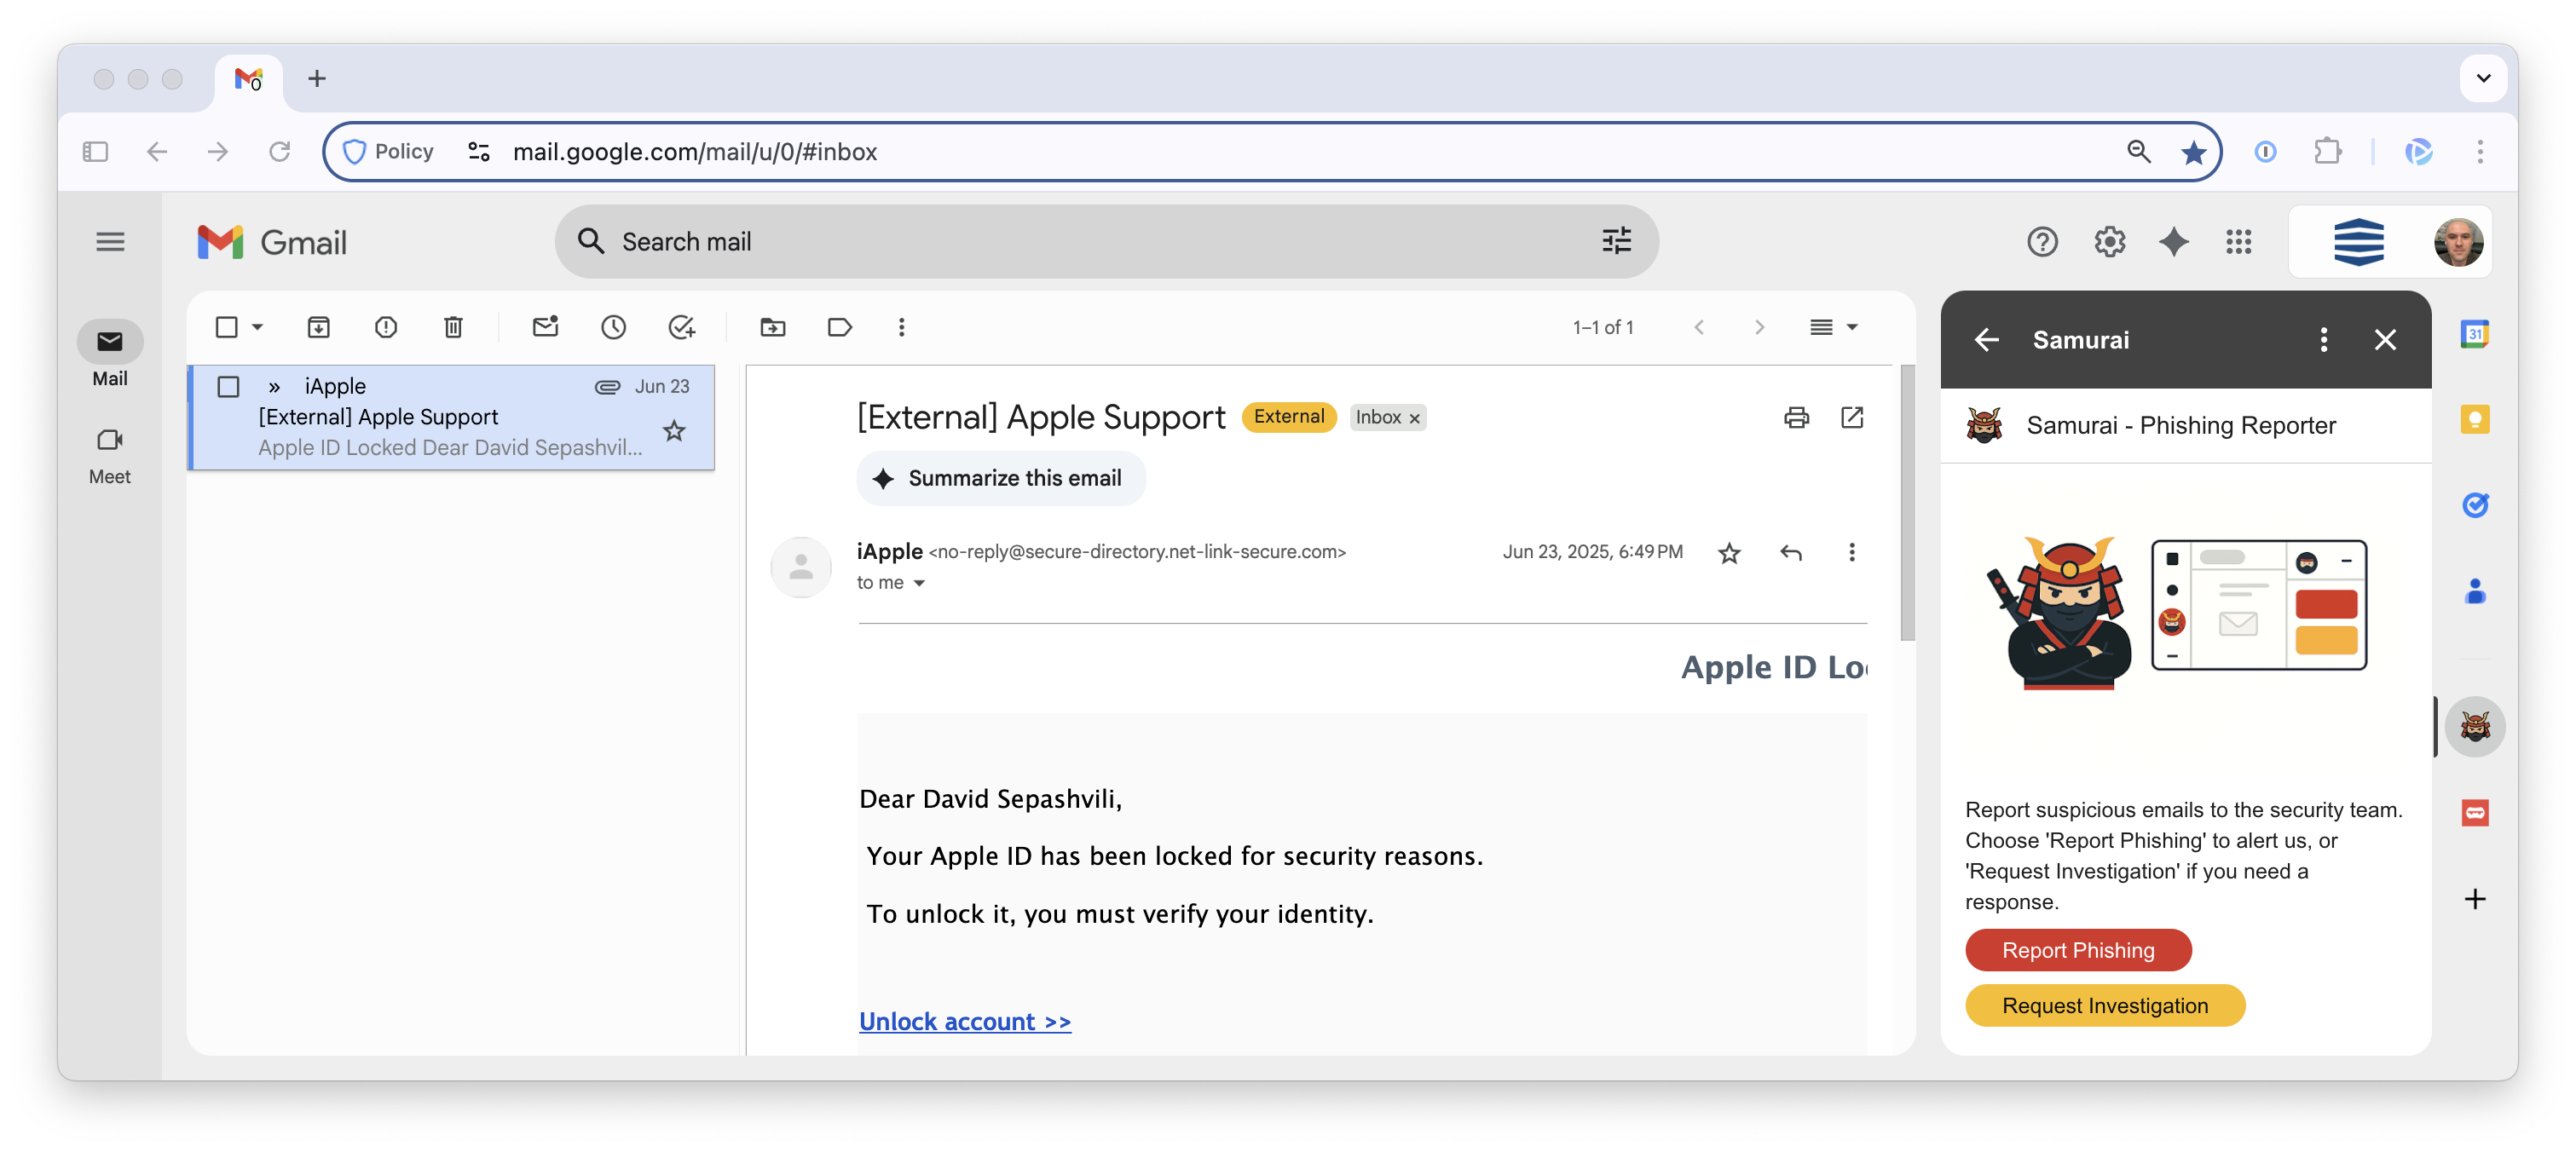 0
Policy
mail.google.com/mail/u/0/#inbox
Gmail
Search mail
Mail
Meet
1–1 of 1
» iApple Jun 23
[External] Apple Support
Apple ID Locked Dear David Sepashvil...
[External] Apple Support External Inbox ×
Summarize this email
iApple <no-reply@secure-directory.net-link-secure.com> Jun 23, 2025, 6:49 PM
to me
Apple ID Loc
Dear David Sepashvili,
Your Apple ID has been locked for security reasons.
To unlock it, you must verify your identity.
Unlock account >>
Samurai
Samurai - Phishing Reporter
Report suspicious emails to the security team.
Choose 'Report Phishing' to alert us, or
'Request Investigation' if you need a
response.
Report Phishing
Request Investigation
31